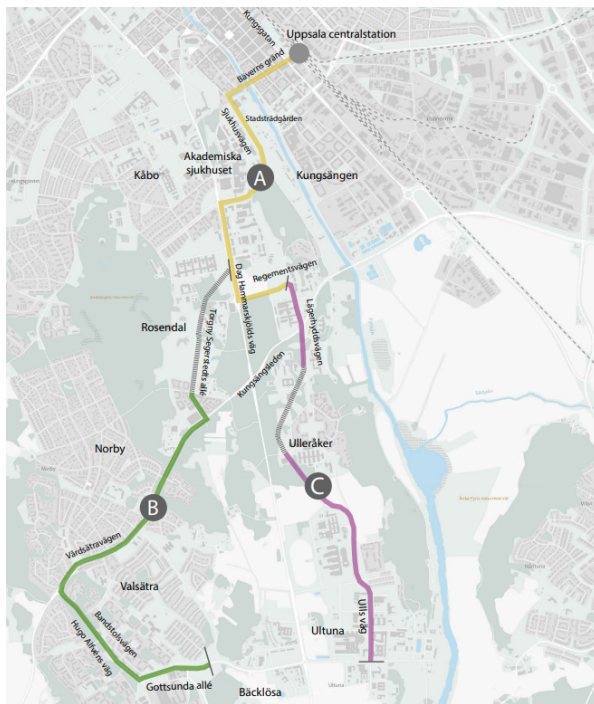 Kungsgatan
Uppsala centralstation
Bäverns gränd
Stadsträdgården
Sjukhusvägen
Akademiska
sjukhuset
A
Kåbo
Kungsängen
Regementsvägen
Dag Hammarskjölds väg
Lägerhyddsvägen
Rosendal
Torgny Segerstedts allé
Kungsängsleden
Norby
Ulleråker
C
B
Vårdsätravägen
Valsätra
Bandstolsvägen
Hugo Alfvéns väg
Ulls väg
Ultuna
Gottsunda allé
Bäcklösa
Ultuna